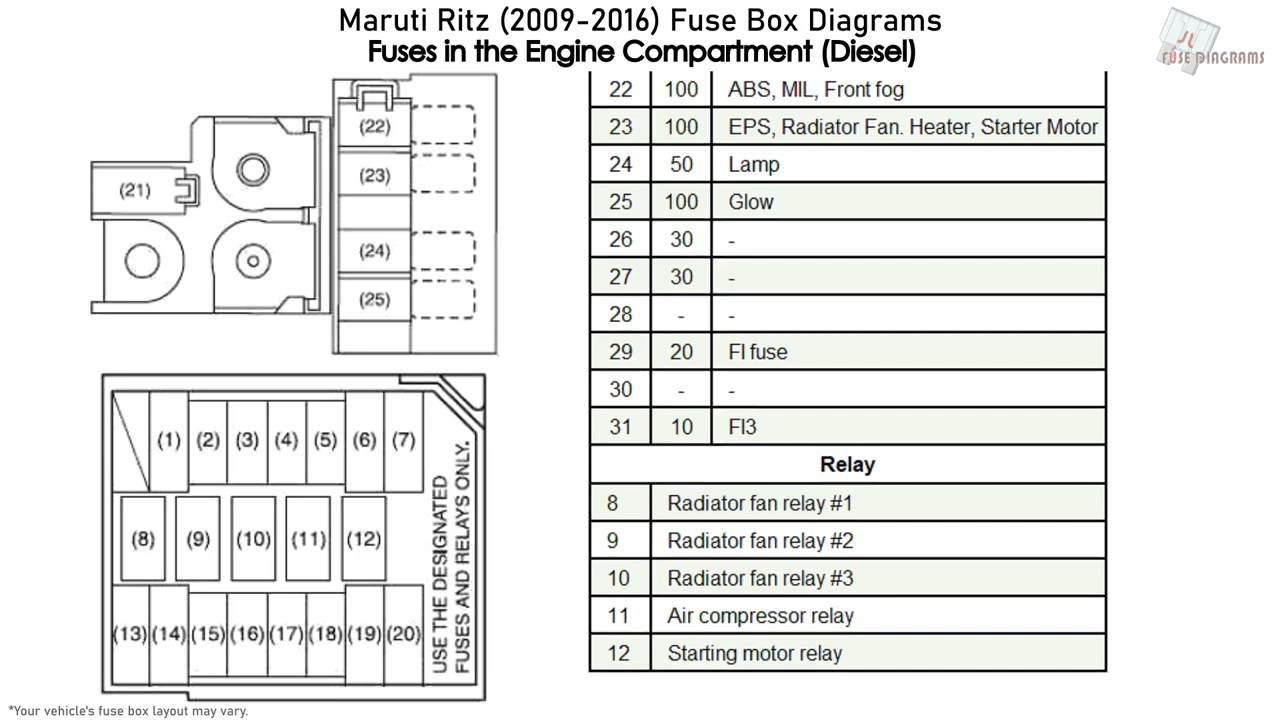 Maruti Ritz (2009-2016) Fuse Box Diagrams
Fuses in the Engine Compartment (Diesel)
JL
FUSE DIAGRAMS
(21)
(22)
(23)
(24)
(25)
(1) (2) (3) (4) (5) (6) (7)
(8) (9) (10) (11) (12)
(13) (14) (15) (16) (17) (18) (19) (20)
USE THE DESIGNATED
FUSES AND RELAYS ONLY.
22 100 ABS, MIL, Front fog
23 100 EPS, Radiator Fan. Heater, Starter Motor
24 50 Lamp
25 100 Glow
26 30 -
27 30 -
28 - -
29 20 FI fuse
30 - -
31 10 FI3
Relay
8 Radiator fan relay #1
9 Radiator fan relay #2
10 Radiator fan relay #3
11 Air compressor relay
12 Starting motor relay
*Your vehicle's fuse box layout may vary.